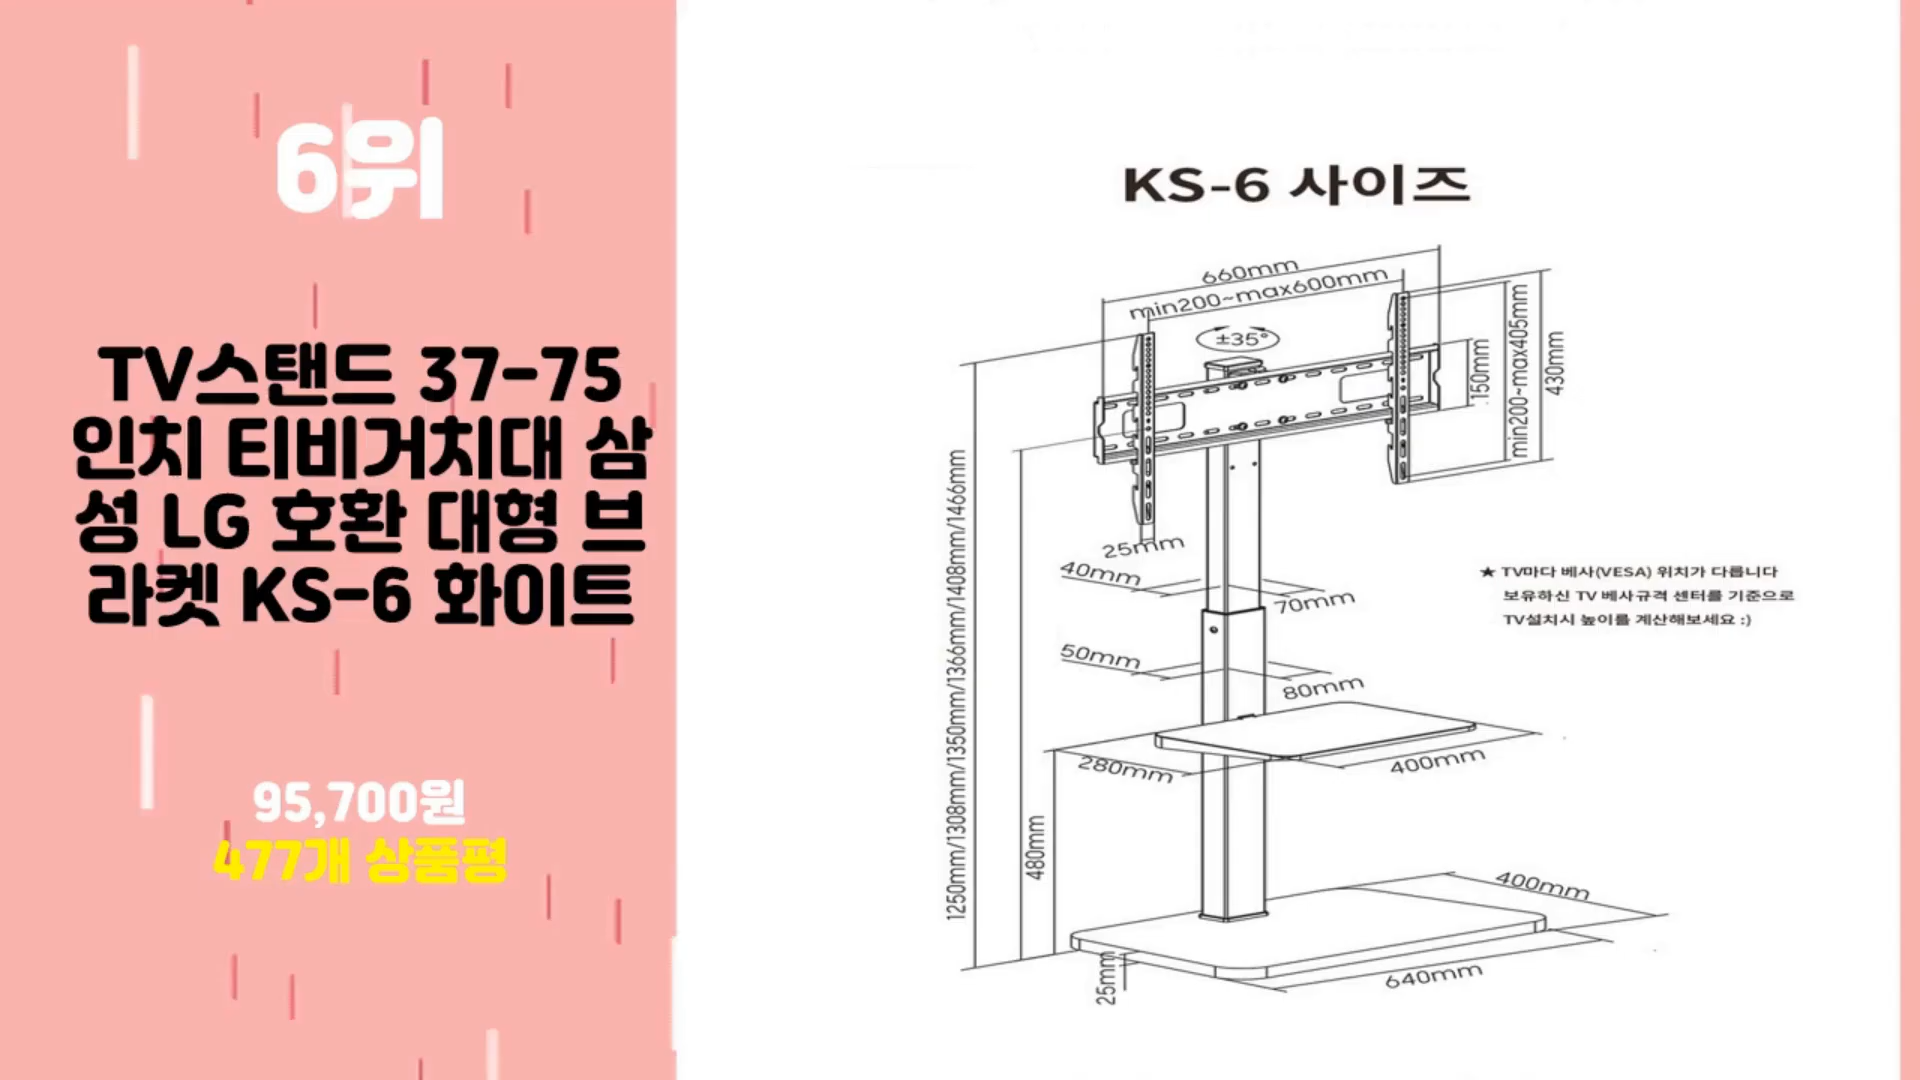 6위
TV스탠드 37-75
인치 티비거치대 삼
성 LG 호환 대형 브
라켓 KS-6 화이트
95,700원
477개 상품평
KS-6 사이즈
660mm
min200~max600mm
±35°
150mm
min200~max405mm
430mm
25mm
40mm
70mm
50mm
80mm
280mm
400mm
1250mm/1308mm/1350mm/1366mm/1408mm/1466mm
480mm
400mm
640mm
25mm
★ TV마다 베사(VESA) 위치가 다릅니다
보유하신 TV 베사규격 센터를 기준으로
TV설치시 높이를 계산해보세요 :)